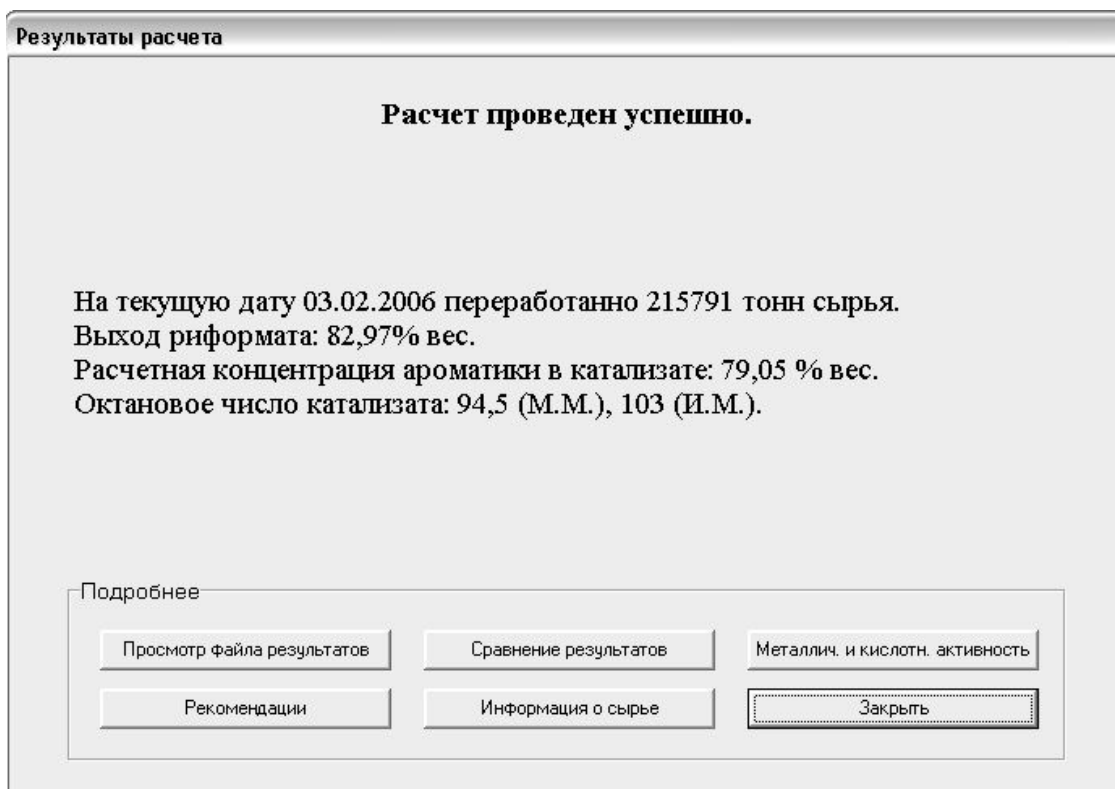 Результаты расчета
Расчет проведен успешно.
На текущую дату 03.02.2006 переработанно 215791 тонн сырья.
Выход риформата: 82,97% вес.
Расчетная концентрация ароматики в катализате: 79,05 % вес.
Октановое число катализата: 94,5 (М.М.), 103 (И.М.).
Подробнее
Просмотр файла результатов
Сравнение результатов
Металлич. и кислотн. активность
Рекомендации
Информация о сырье
Закрыть